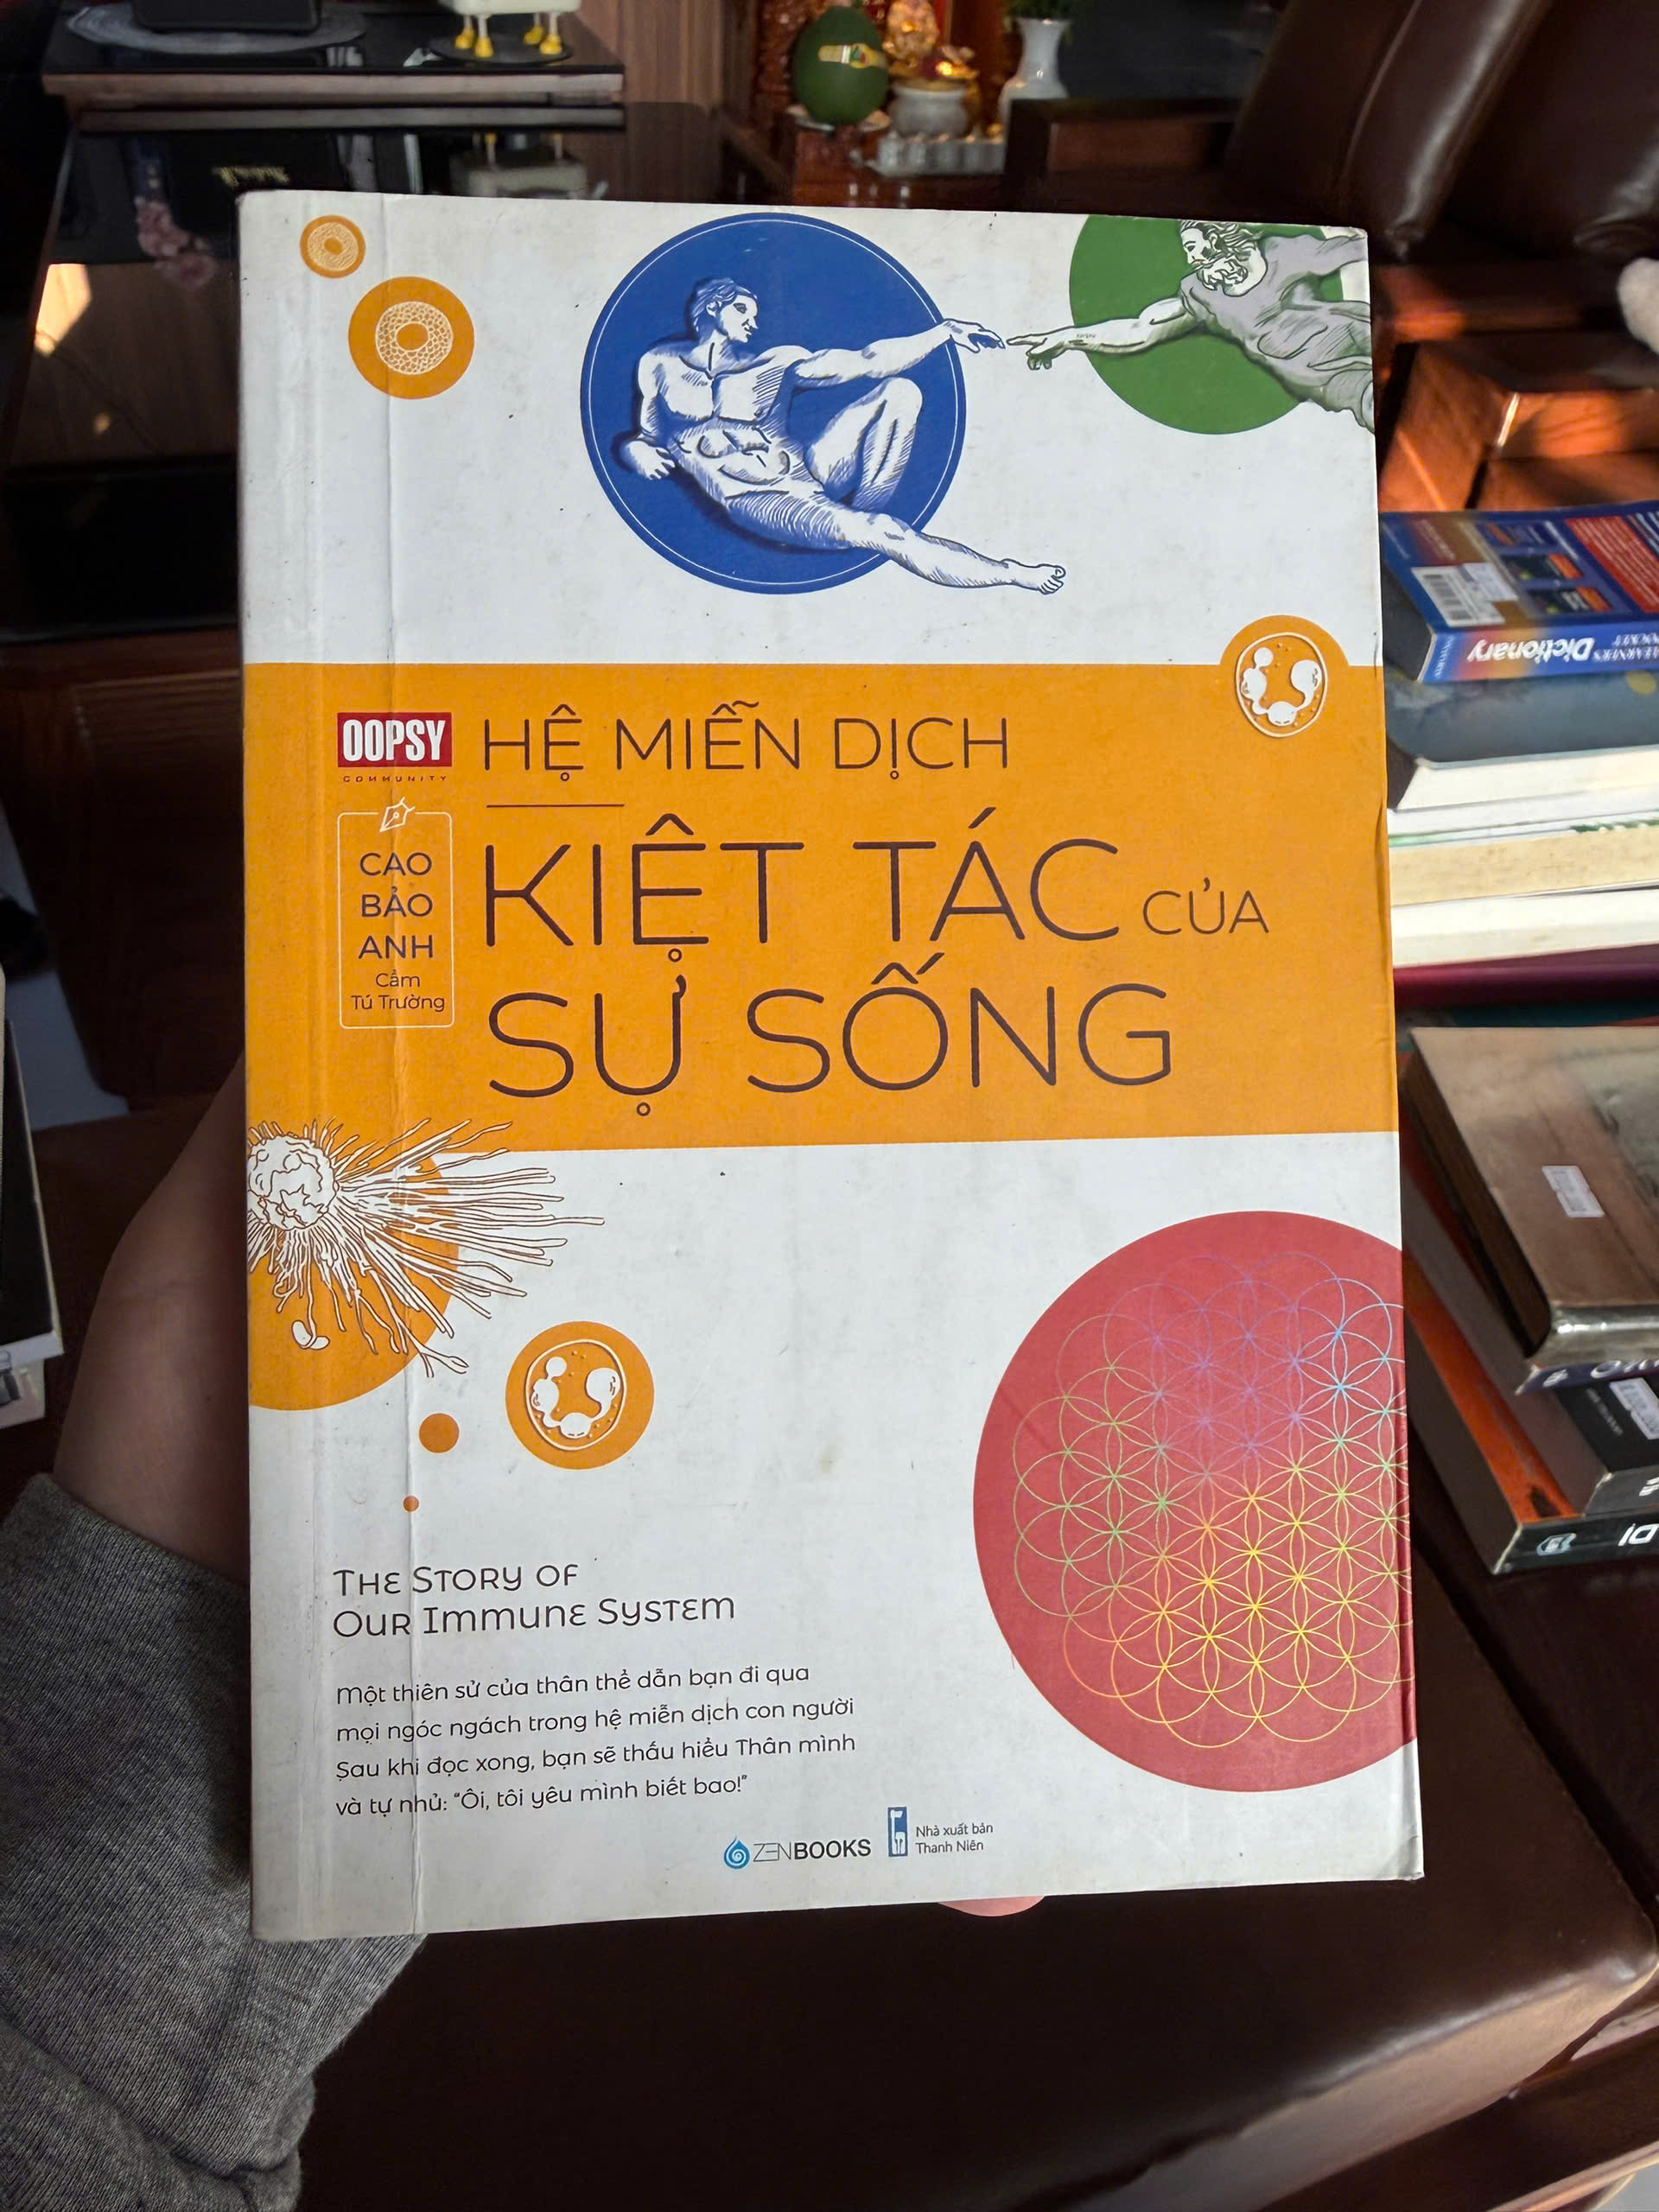 OOPSY
COMMUNITY
HỆ MIỄN DỊCH
KIỆT TÁC CỦA
SỰ SỐNG
CAO
BẢO
ANH
Cẩm
Tú Trường
THE STORY OF
OUR IMMUNE SYSTEM
Một thiên sử của thân thể dẫn bạn đi qua
mọi ngóc ngách trong hệ miễn dịch con người
Sau khi đọc xong, bạn sẽ thấu hiểu Thân mình
và tự nhủ: "Ôi, tôi yêu mình biết bao!"
ZENBOOKS
Nhà xuất bản
Thanh Niên
Dictionary